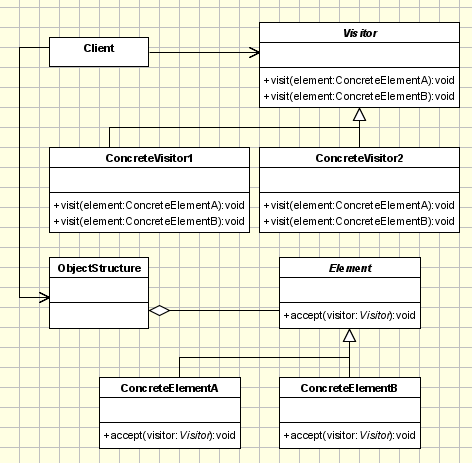 Client
Visitor
+visit(element:ConcreteElementA):void
+visit(element:ConcreteElementB):void
ConcreteVisitor1
+visit(element:ConcreteElementA):void
+visit(element:ConcreteElementB):void
ConcreteVisitor2
+visit(element:ConcreteElementA):void
+visit(element:ConcreteElementB):void
ObjectStructure
Element
+accept(visitor:Visitor):void
ConcreteElementA
+accept(visitor:Visitor):void
ConcreteElementB
+accept(visitor:Visitor):void